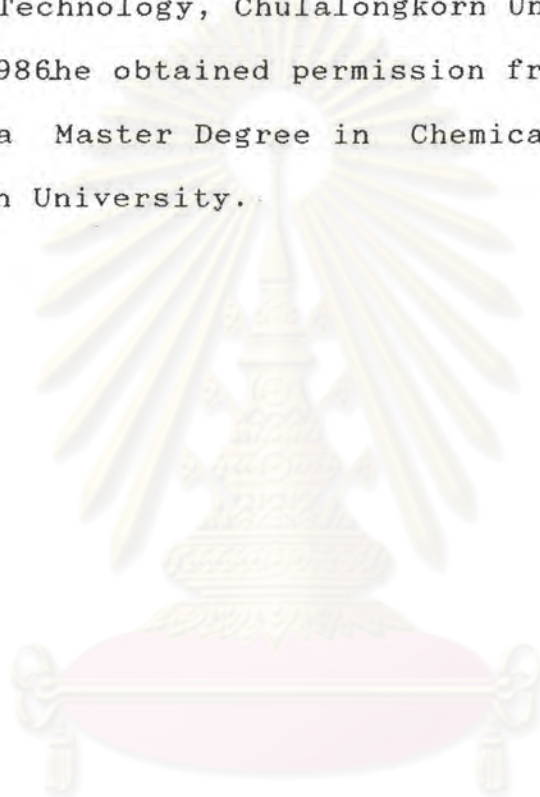 Technology, Chulalongkorn Un
986he obtained permission fr
a Master Degree in Chemica
n University.